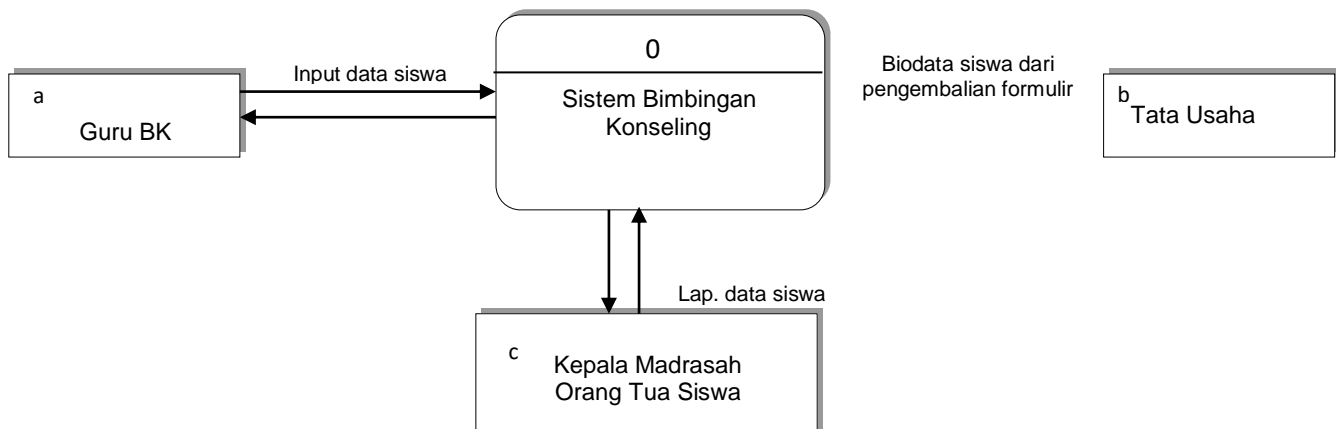 a
Guru BK
Input data siswa
0
Sistem Bimbingan
Konseling
Biodata siswa dari
pengembalian formulir
b
Tata Usaha
Lap. data siswa
c
Kepala Madrasah
Orang Tua Siswa